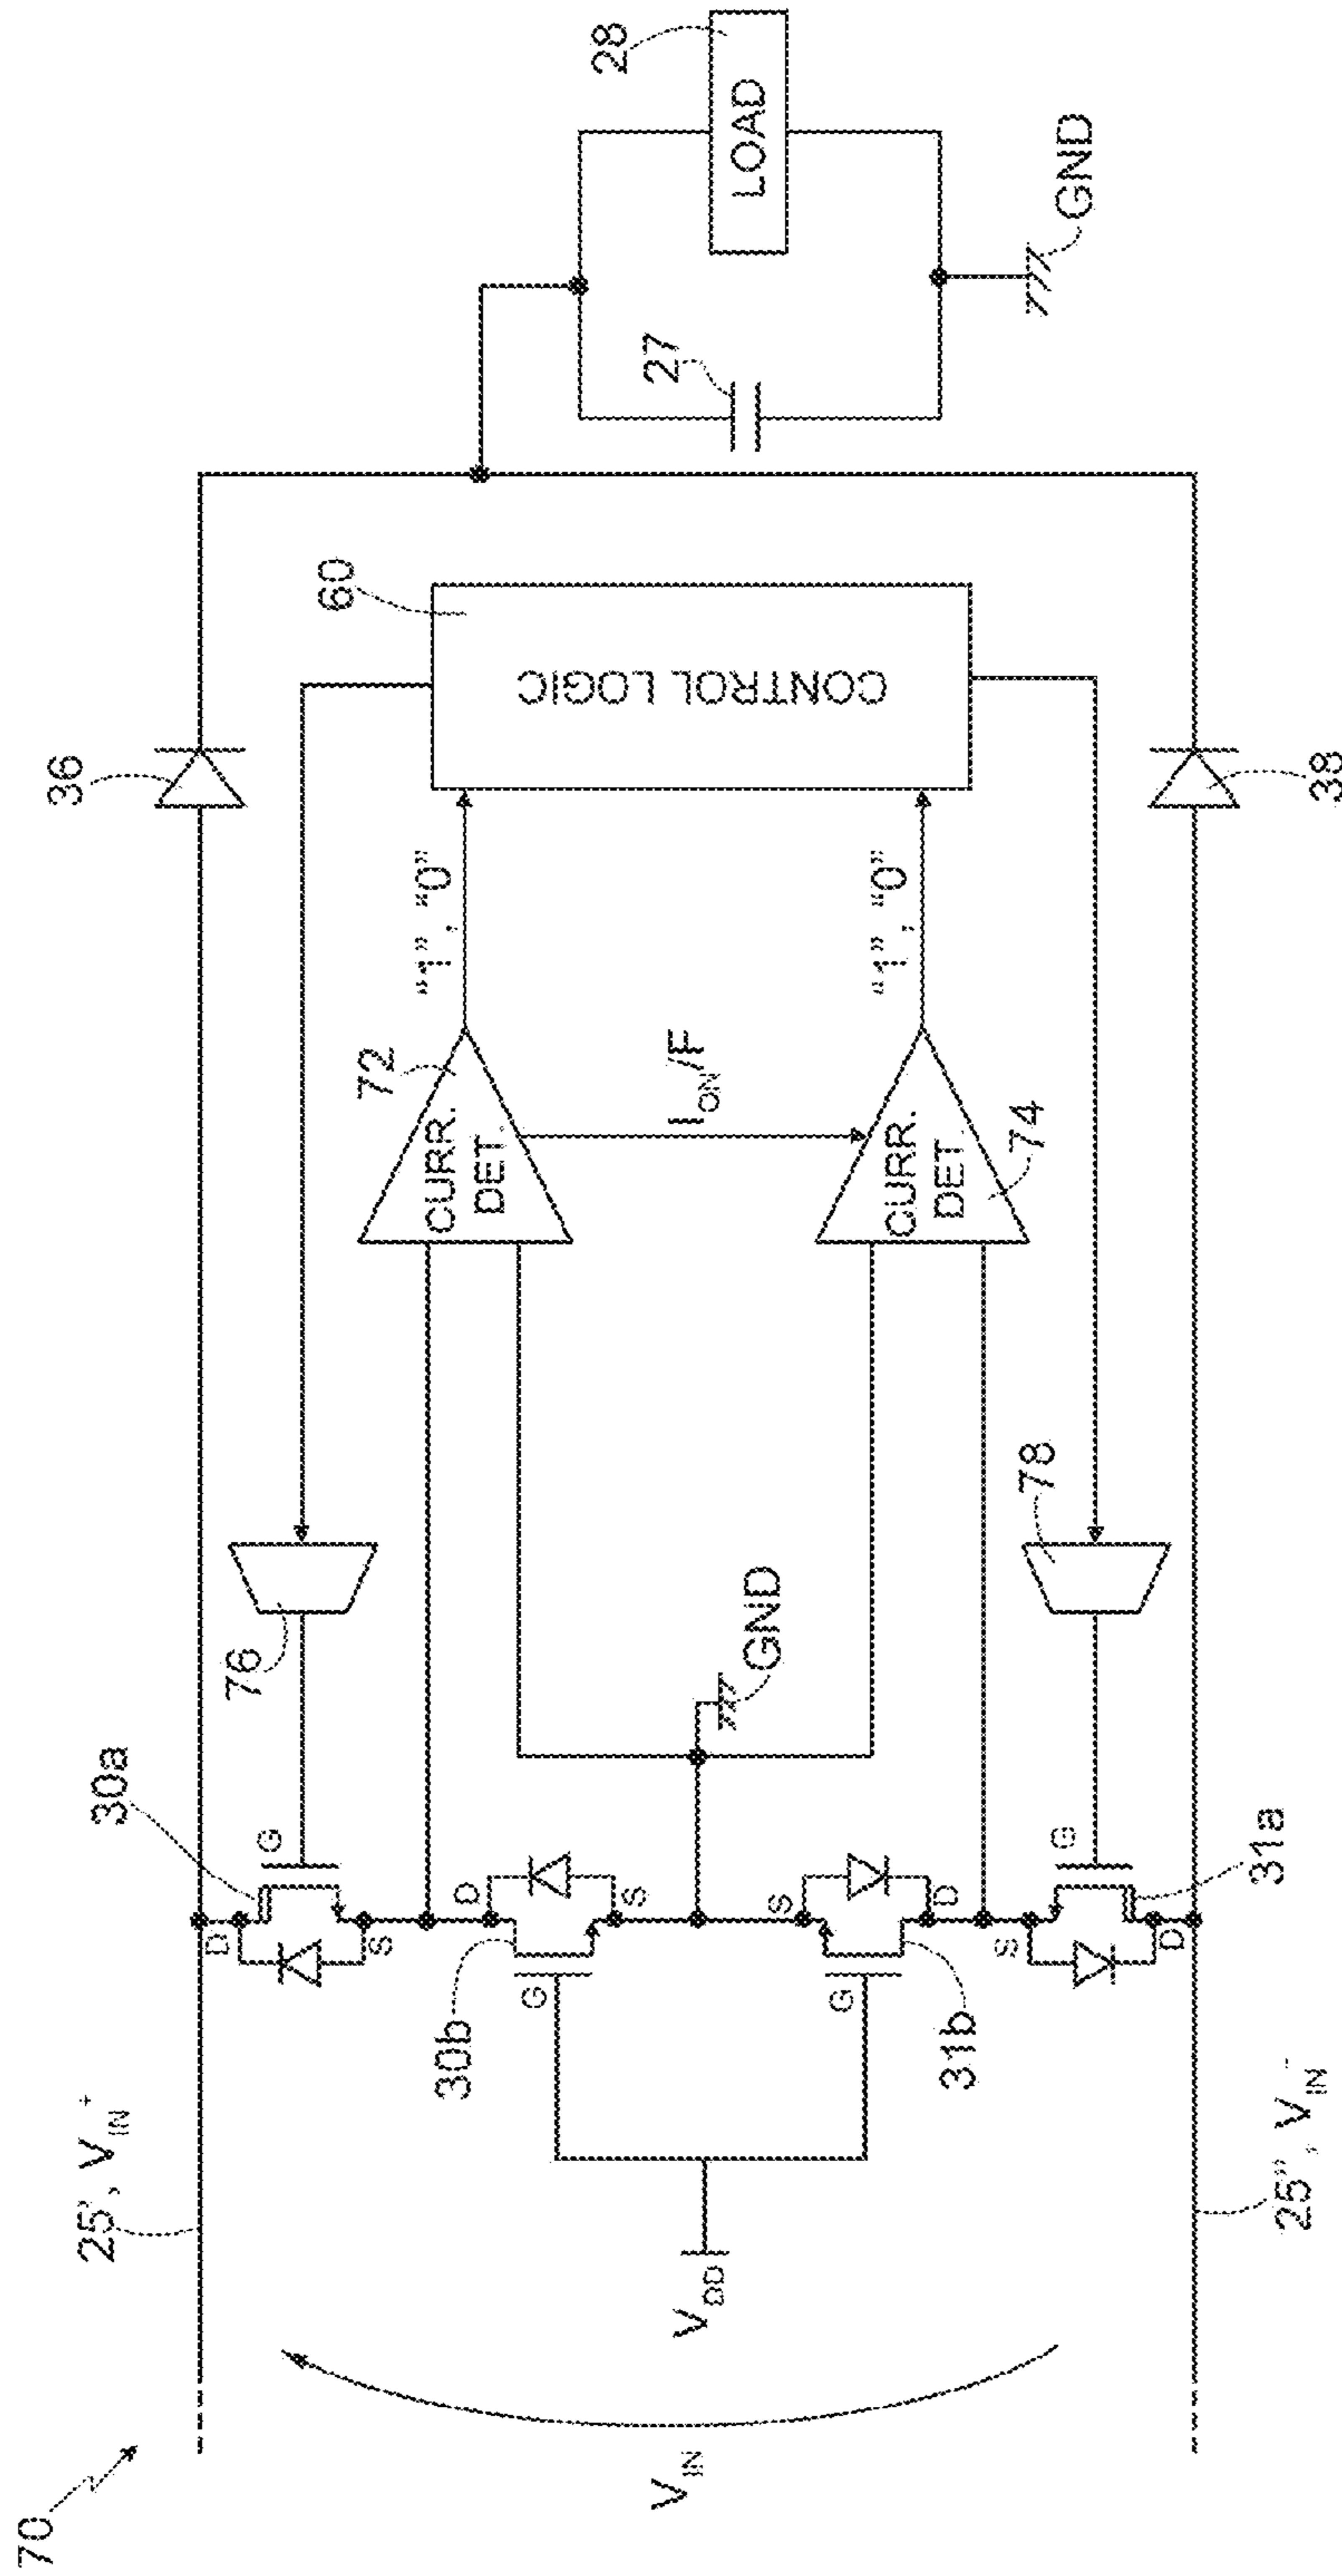 70
25', V_IN^+
30a
76
36
G
D
S
30b
D
G
S
72
CURR.
DET.
"1", "0"
60
CONTROL LOGIC
28
LOAD
27
V_IN
V_DD
GND
I_ON/F
GND
S
G
D
31b
CURR.
DET.
74
"1", "0"
S
G
D
31a
78
38
25", V_IN^-